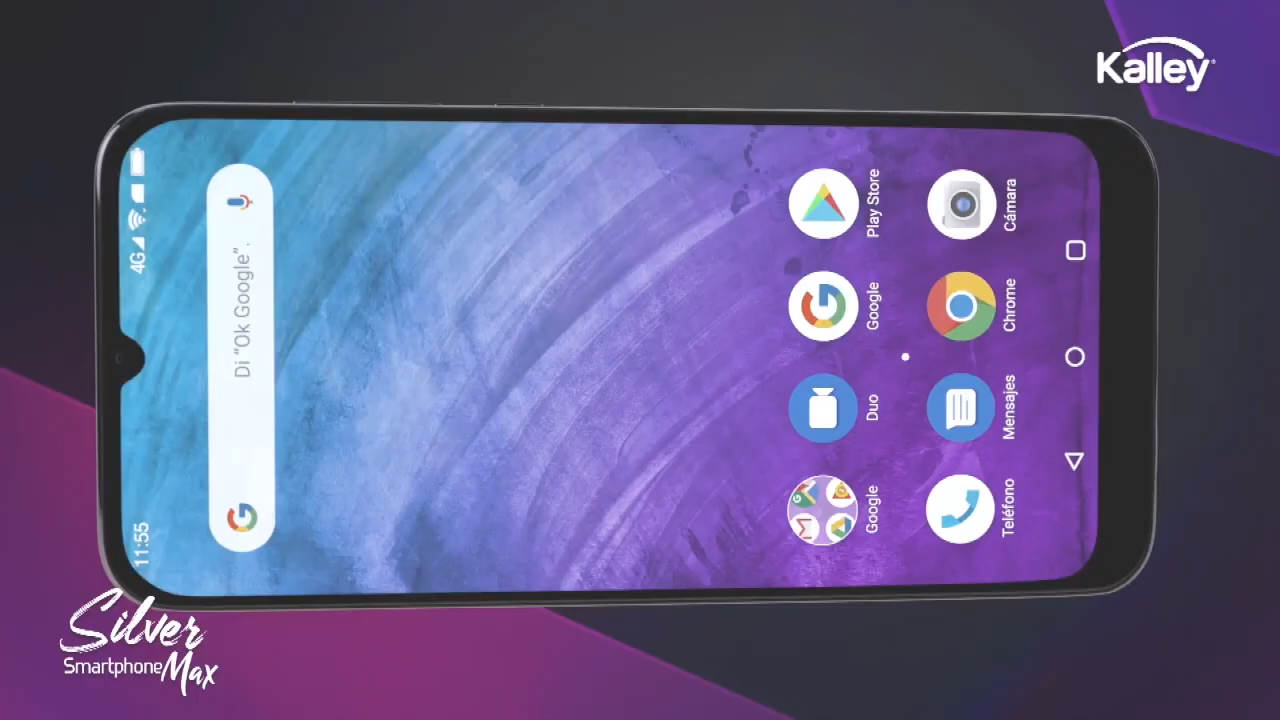 Kalley
4G
11:55
Di “Ok Google”.
Google
Duo
Google
Play Store
Teléfono
Mensajes
Chrome
Cámara
Silver
Smartphone Max